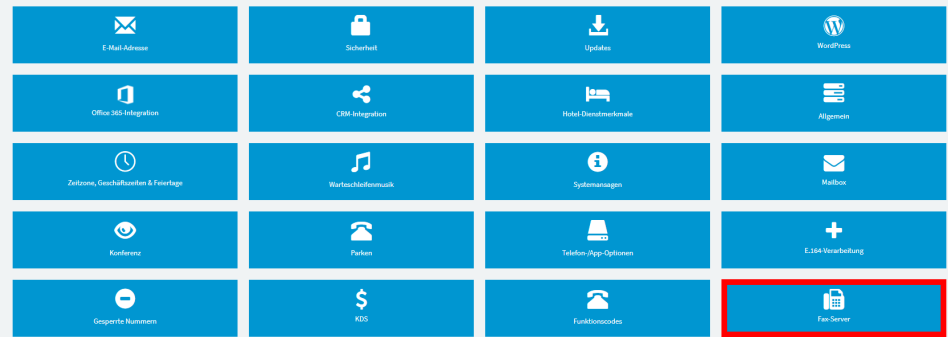 E-Mail-Adresse
Sicherheit
Updates
WordPress
Office 365-Integration
CRM-Integration
Hotel-Dienstmerkmale
Allgemein
Zeitzone, Geschäftszeiten & Feiertage
Warteschleifenmusik
Systemansagen
Mailbox
Konferenz
Parken
Telefon-/App-Optionen
E.164-Verarbeitung
Gesperrte Nummern
KDS
Funktionscodes
Fax-Server